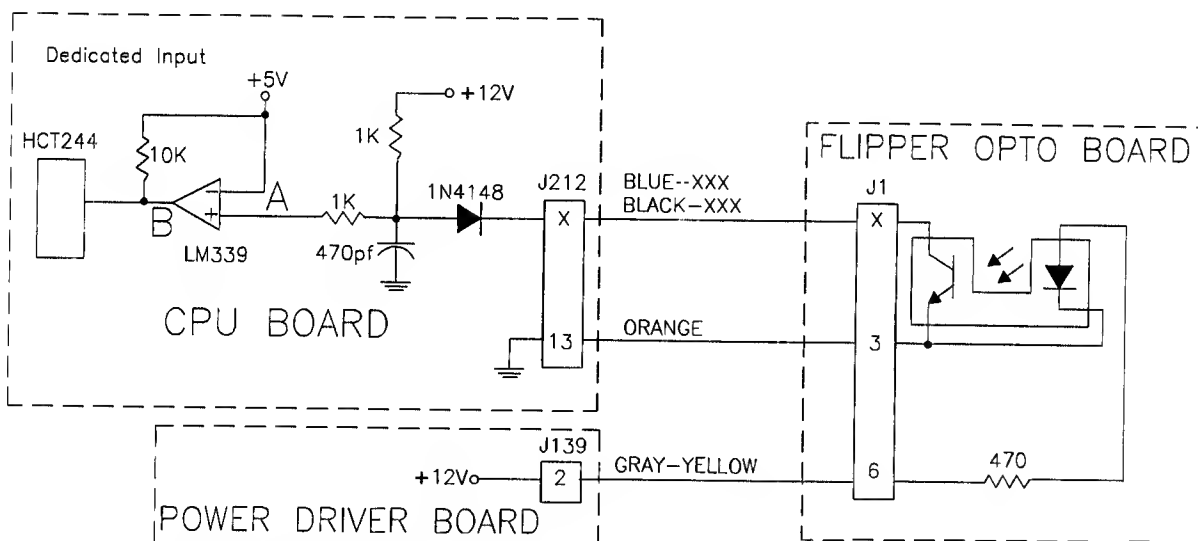 Dedicated Input
+5V
+12V
HCT244
10K
1K
FLIPPER OPTO BOARD
A
B
-
+
LM339
1K
1N4148
470pf
J212
X
BLUE--XXX
BLACK-XXX
J1
X
CPU BOARD
13
ORANGE
3
J139
+12V
2
GRAY-YELLOW
6
470
POWER DRIVER BOARD